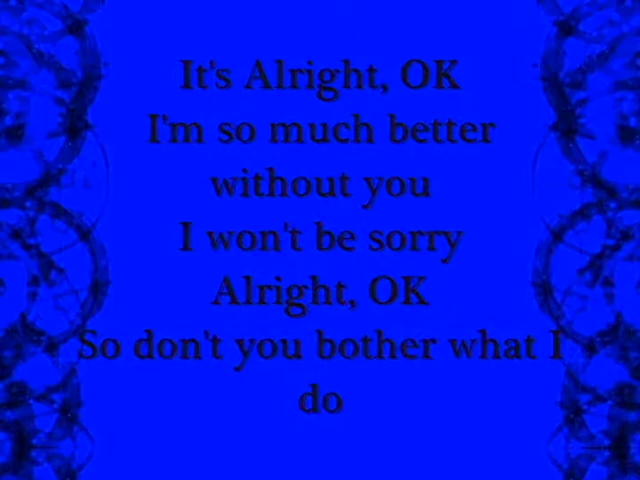 It's Alright, OK
I'm so much better
without you
I won't be sorry
Alright, OK
So don't you bother what I
do